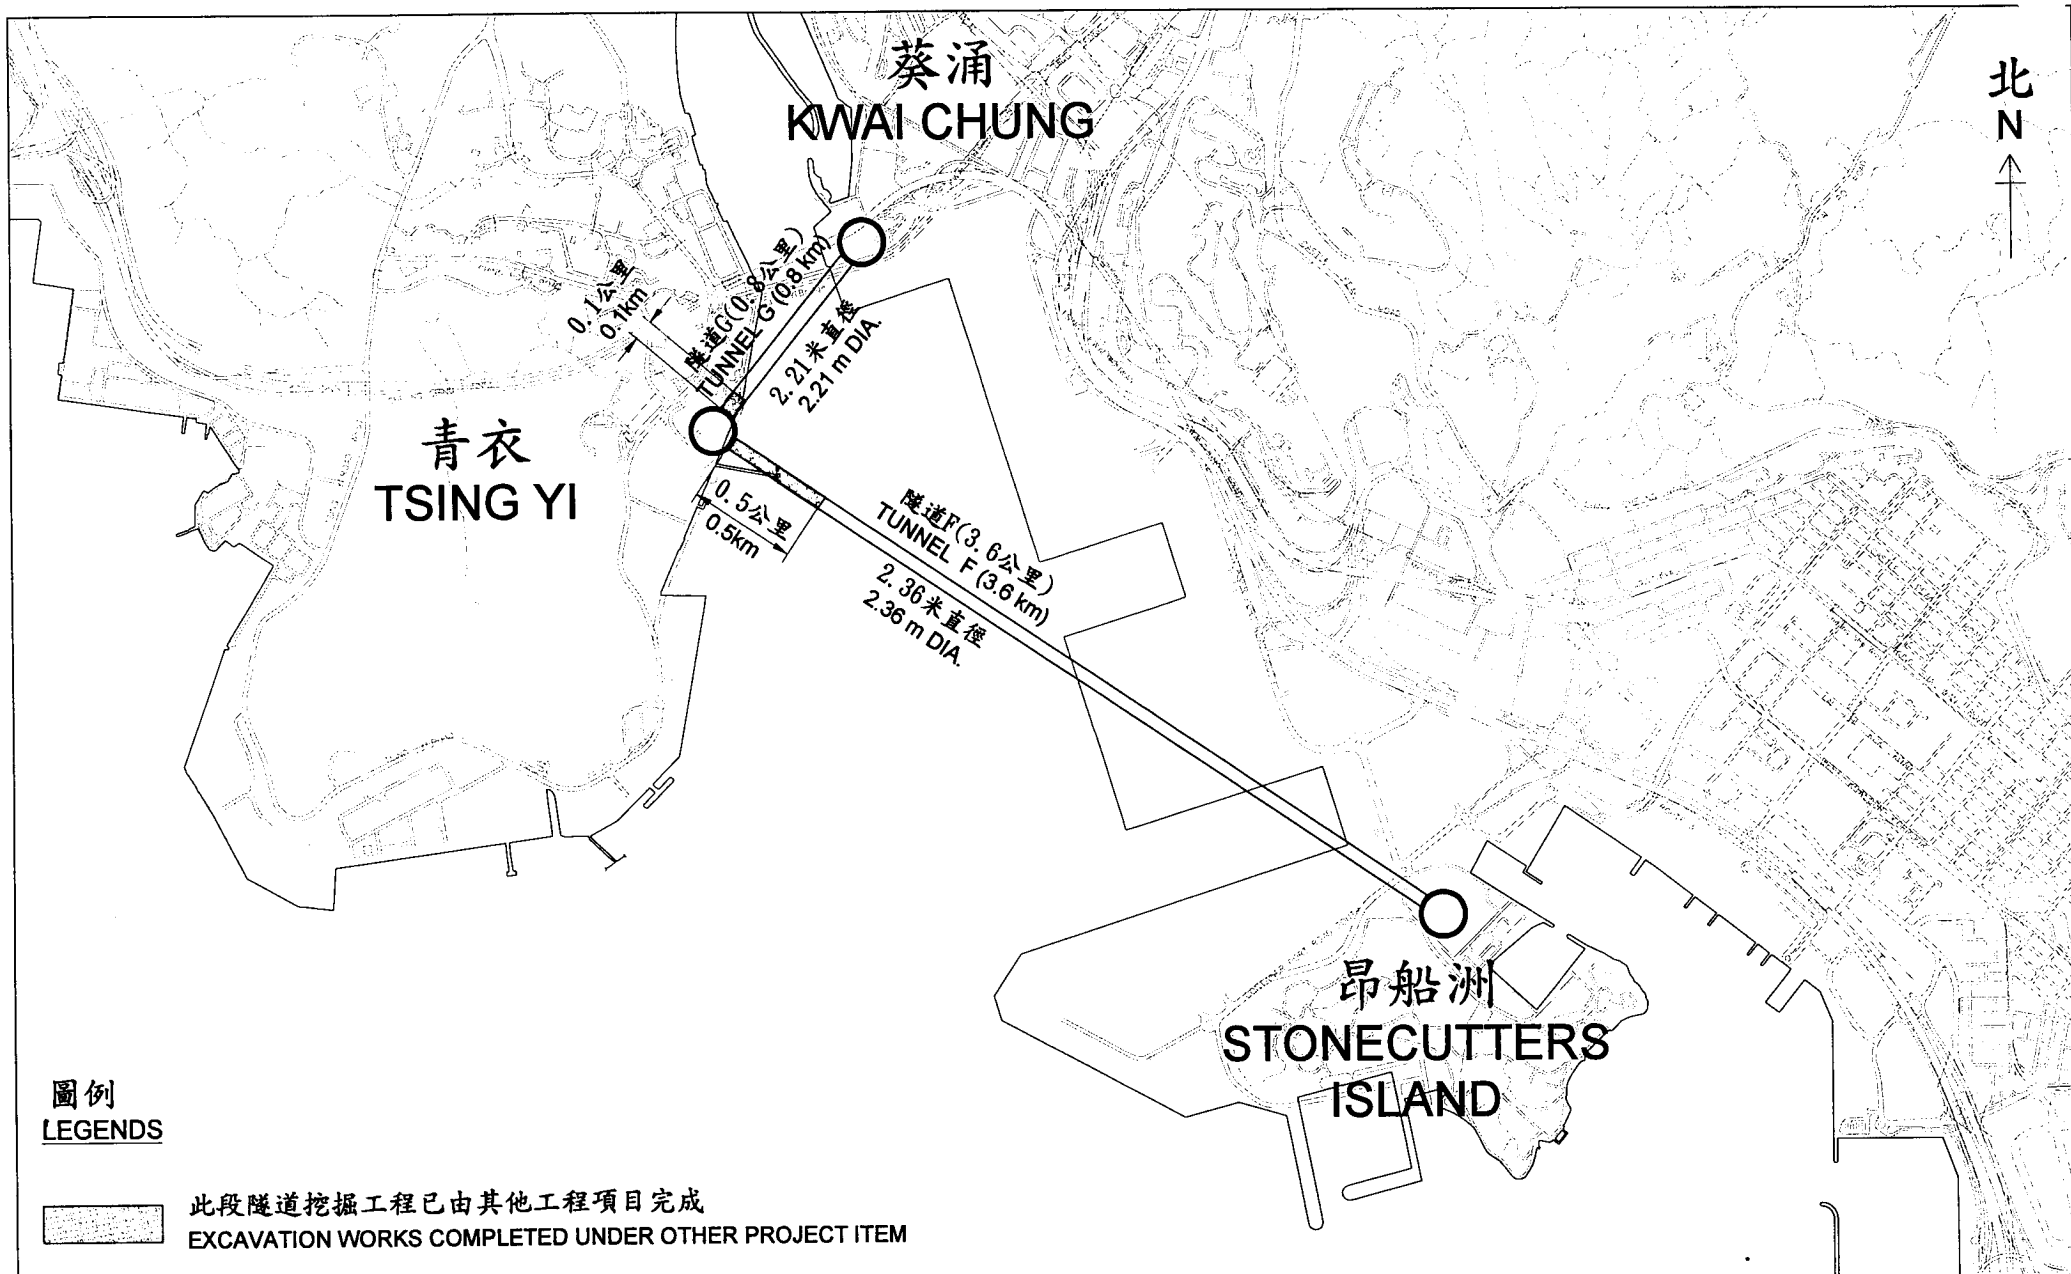 葵涌
KWAI CHUNG
北
N
0.1公里
0.1km
隧道G(0.8公里)
TUNNEL G (0.8 km)
2.21米直徑
2.21 m DIA.
青衣
TSING YI
0.5公里
0.5km
隧道F(3.6公里)
TUNNEL F (3.6 km)
2.36米直徑
2.36 m DIA.
昂船洲
STONECUTTERS
ISLAND
圖例
LEGENDS
此段隧道挖掘工程已由其他工程項目完成
EXCAVATION WORKS COMPLETED UNDER OTHER PROJECT ITEM